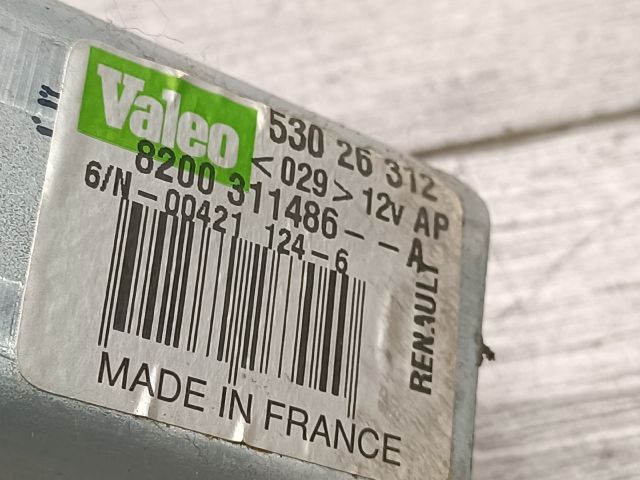 Valeo
530 26 312
<029> 12V AP
8200 311486--A
6/N-00421 124-6
RENAULT
MADE IN FRANCE